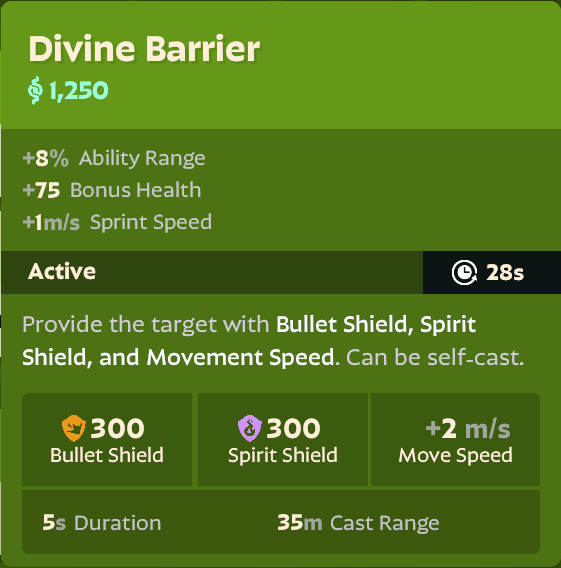 Divine Barrier
1,250
+8% Ability Range
+75 Bonus Health
+1m/s Sprint Speed
Active 28s
Provide the target with Bullet Shield, Spirit
Shield, and Movement Speed. Can be self-cast.
300 300 +2 m/s
Bullet Shield Spirit Shield Move Speed
5s Duration 35m Cast Range